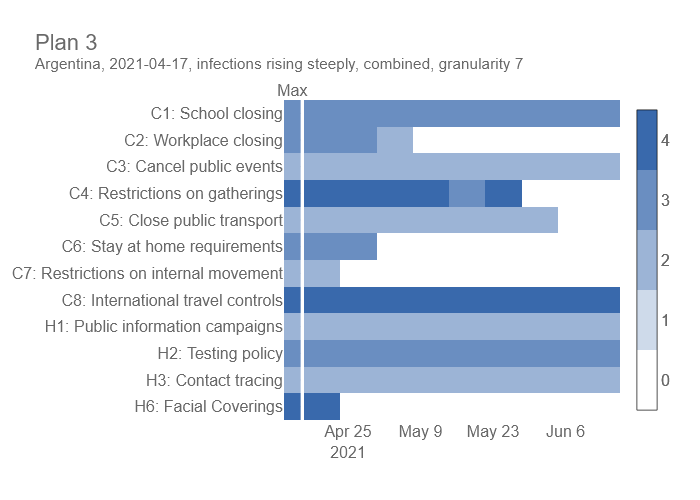 Plan 3
Argentina, 2021-04-17, infections rising steeply, combined, granularity 7
Max
C1: School closing
C2: Workplace closing
C3: Cancel public events
C4: Restrictions on gatherings
C5: Close public transport
C6: Stay at home requirements
C7: Restrictions on internal movement
C8: International travel controls
H1: Public information campaigns
H2: Testing policy
H3: Contact tracing
H6: Facial Coverings
Apr 25 May 9 May 23 Jun 6
2021
4
3
2
1
0